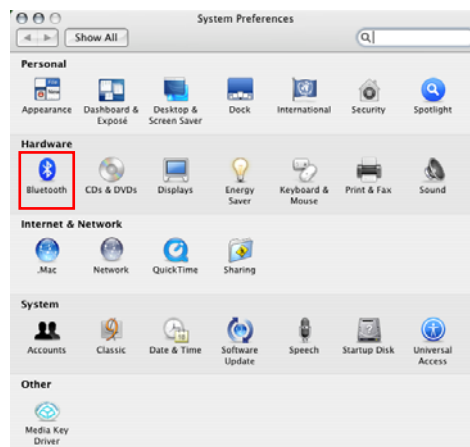 System Preferences
Show All
Personal
Appearance Dashboard & Exposé Desktop & Screen Saver Dock International Security Spotlight
Hardware
Bluetooth CDs & DVDs Displays Energy Saver Keyboard & Mouse Print & Fax Sound
Internet & Network
.Mac Network QuickTime Sharing
System
Accounts Classic Date & Time Software Update Speech Startup Disk Universal Access
Other
Media Key Driver